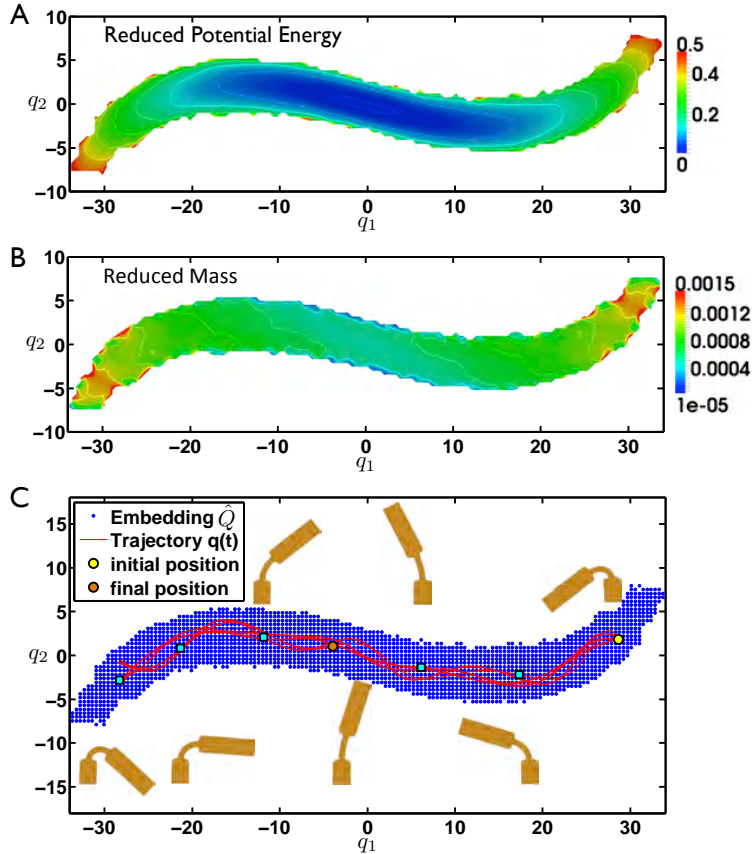 A
Reduced Potential Energy
10
5
0
−5
−10
q2
−30
−20
−10
0
10
20
30
q1
0.5
0.4
0.2
0
B
Reduced Mass
10
5
0
−5
−10
q2
−30
−20
−10
0
10
20
30
q1
0.0015
0.0012
0.0008
0.0004
1e-05
C
Embedding Q̂
Trajectory q(t)
initial position
final position
15
10
5
0
−5
−10
−15
q2
−30
−20
−10
0
10
20
30
q1